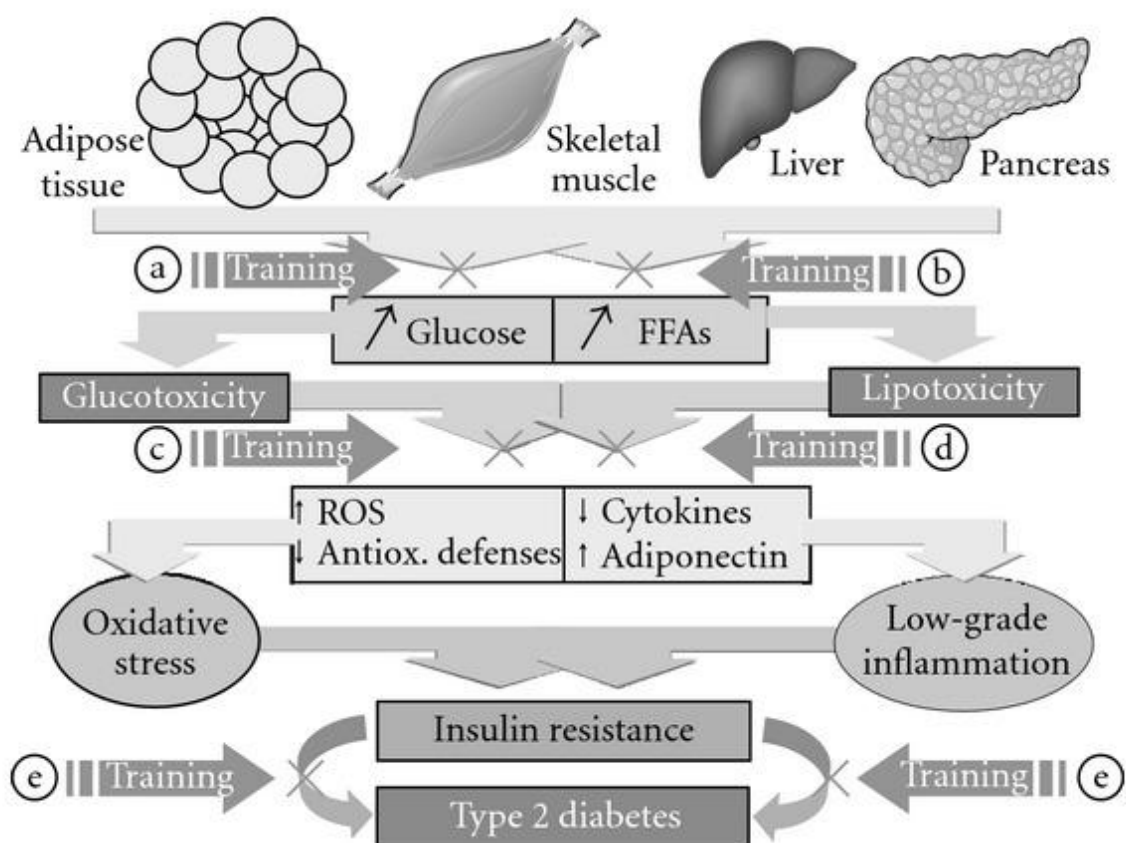 Adipose
tissue
Skeletal
muscle
Liver
Pancreas
a Training
Training b
↗ Glucose
↗ FFAs
Glucotoxicity
Lipotoxicity
c Training
Training d
↑ ROS
↓ Antiox. defenses
↓ Cytokines
↑ Adiponectin
Oxidative
stress
Low-grade
inflammation
Insulin resistance
e Training
Training e
Type 2 diabetes